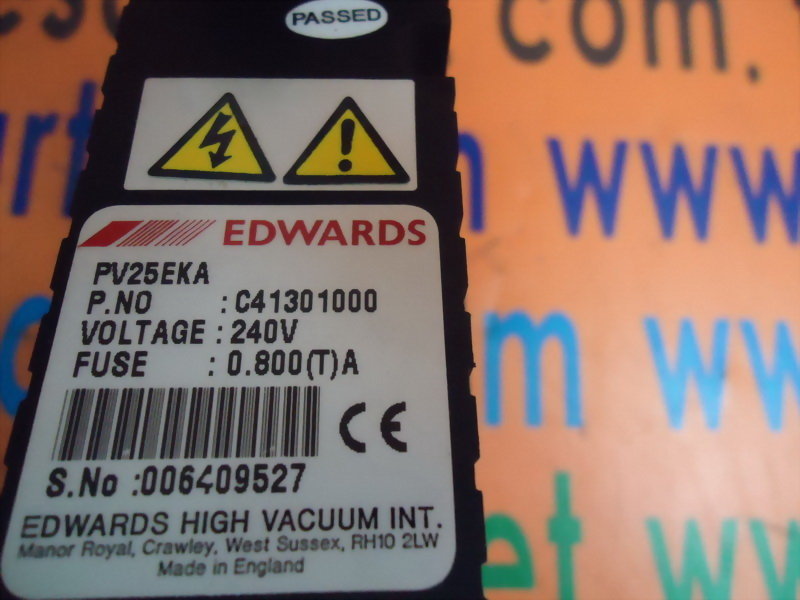 PASSED
com.
www
EDWARDS
PV25EKA
P.NO : C41301000
VOLTAGE : 240V
FUSE : 0.800(T)A
CE
S.No :006409527
EDWARDS HIGH VACUUM INT.
Manor Royal, Crawley, West Sussex, RH10 2LW
Made in England